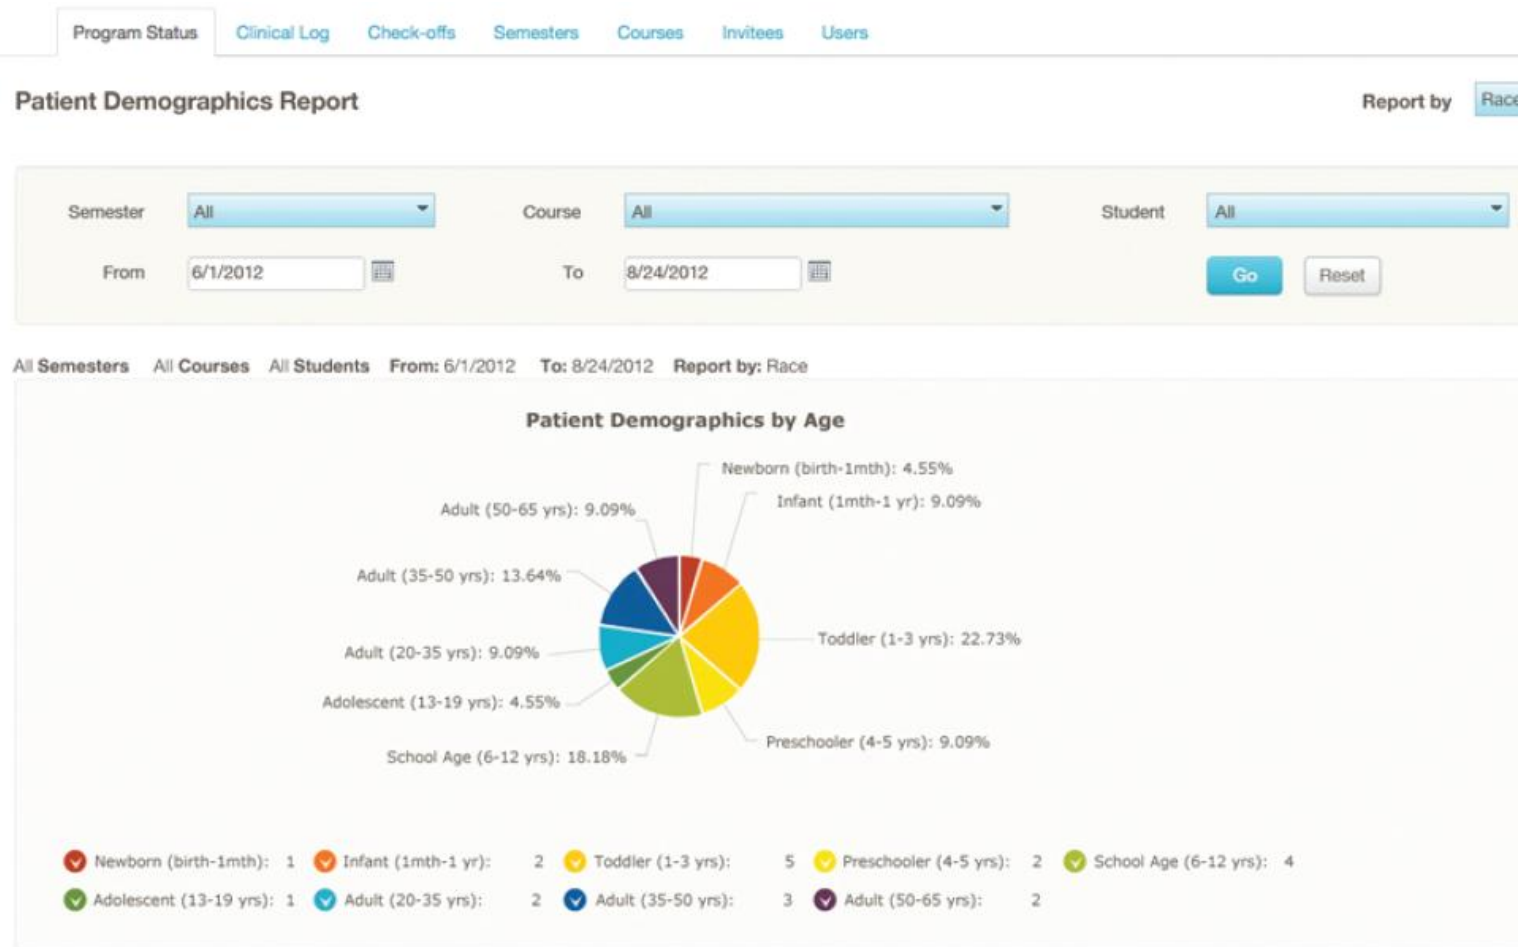 Program Status Clinical Log Check-offs Semesters Courses Invitees Users
Patient Demographics Report Report by Race
Semester All Course All Student All
From 6/1/2012 To 8/24/2012 Go Reset
All Semesters All Courses All Students From: 6/1/2012 To: 8/24/2012 Report by: Race
Patient Demographics by Age
Newborn (birth-1mth): 4.55%
Infant (1mth-1 yr): 9.09%
Adult (50-65 yrs): 9.09%
Adult (35-50 yrs): 13.64%
Toddler (1-3 yrs): 22.73%
Adult (20-35 yrs): 9.09%
Adolescent (13-19 yrs): 4.55%
Preschooler (4-5 yrs): 9.09%
School Age (6-12 yrs): 18.18%
Newborn (birth-1mth): 1 Infant (1mth-1 yr): 2 Toddler (1-3 yrs): 5 Preschooler (4-5 yrs): 2 School Age (6-12 yrs): 4
Adolescent (13-19 yrs): 1 Adult (20-35 yrs): 2 Adult (35-50 yrs): 3 Adult (50-65 yrs): 2